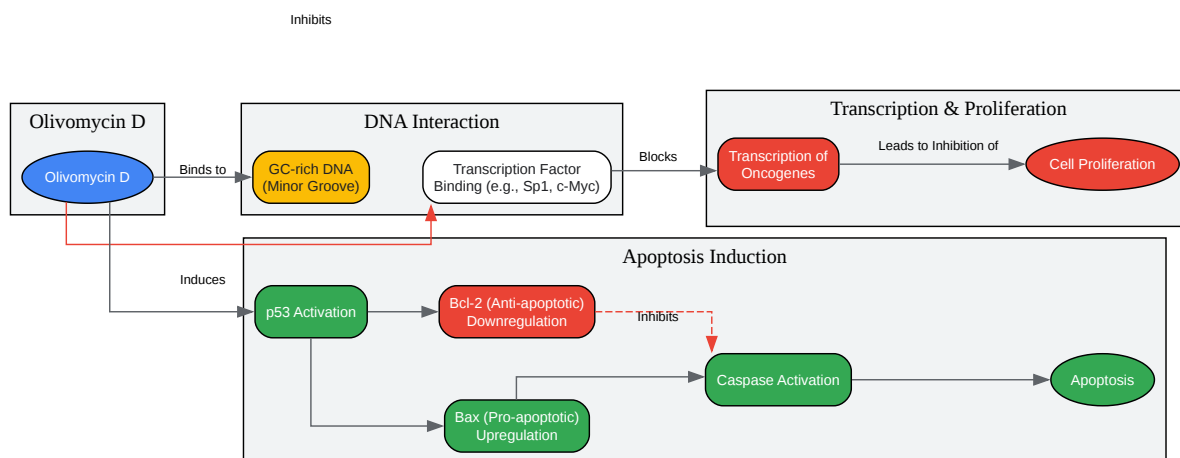 Inhibits
Olivomycin D
DNA Interaction
Transcription & Proliferation
Olivomycin D
Binds to
GC-rich DNA
(Minor Groove)
Transcription Factor
Binding (e.g., Sp1, c-Myc)
Blocks
Transcription of
Oncogenes
Leads to Inhibition of
Cell Proliferation
Apoptosis Induction
Induces
p53 Activation
Bcl-2 (Anti-apoptotic)
Downregulation
Inhibits
Caspase Activation
Apoptosis
Bax (Pro-apoptotic)
Upregulation